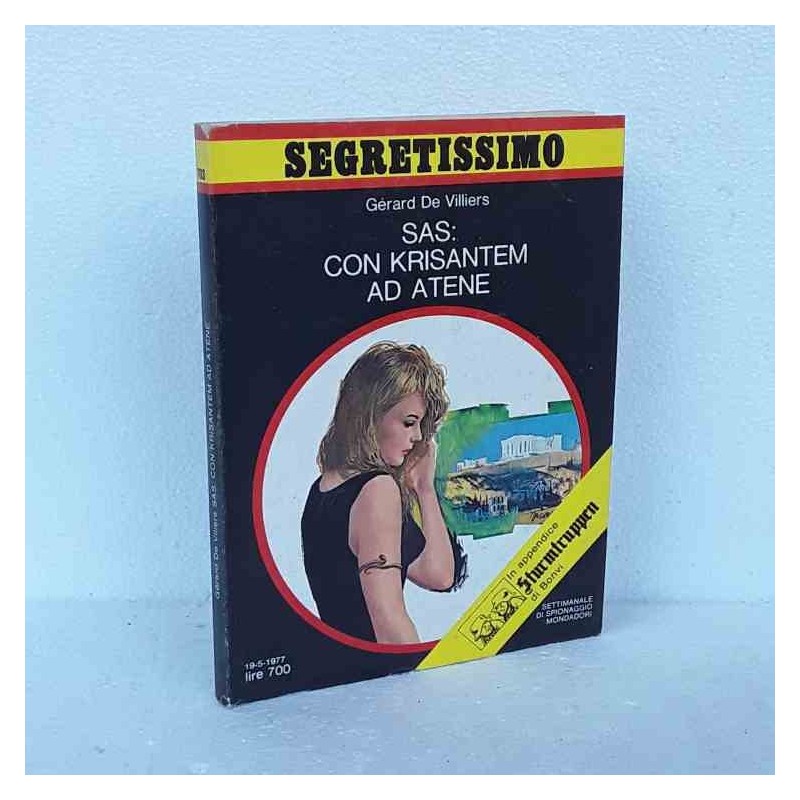 SEGRETISSIMO
Gérard De Villiers
SAS:
CON KRISANTEM
AD ATENE
In appendice
Sturmtruppen
di Bonvi
SETTIMANALE
DI SPIONAGGIO
MONDADORI
19-5-1977
lire 700
Gérard De Villiers SAS: CON KRISANTEM AD ATENE